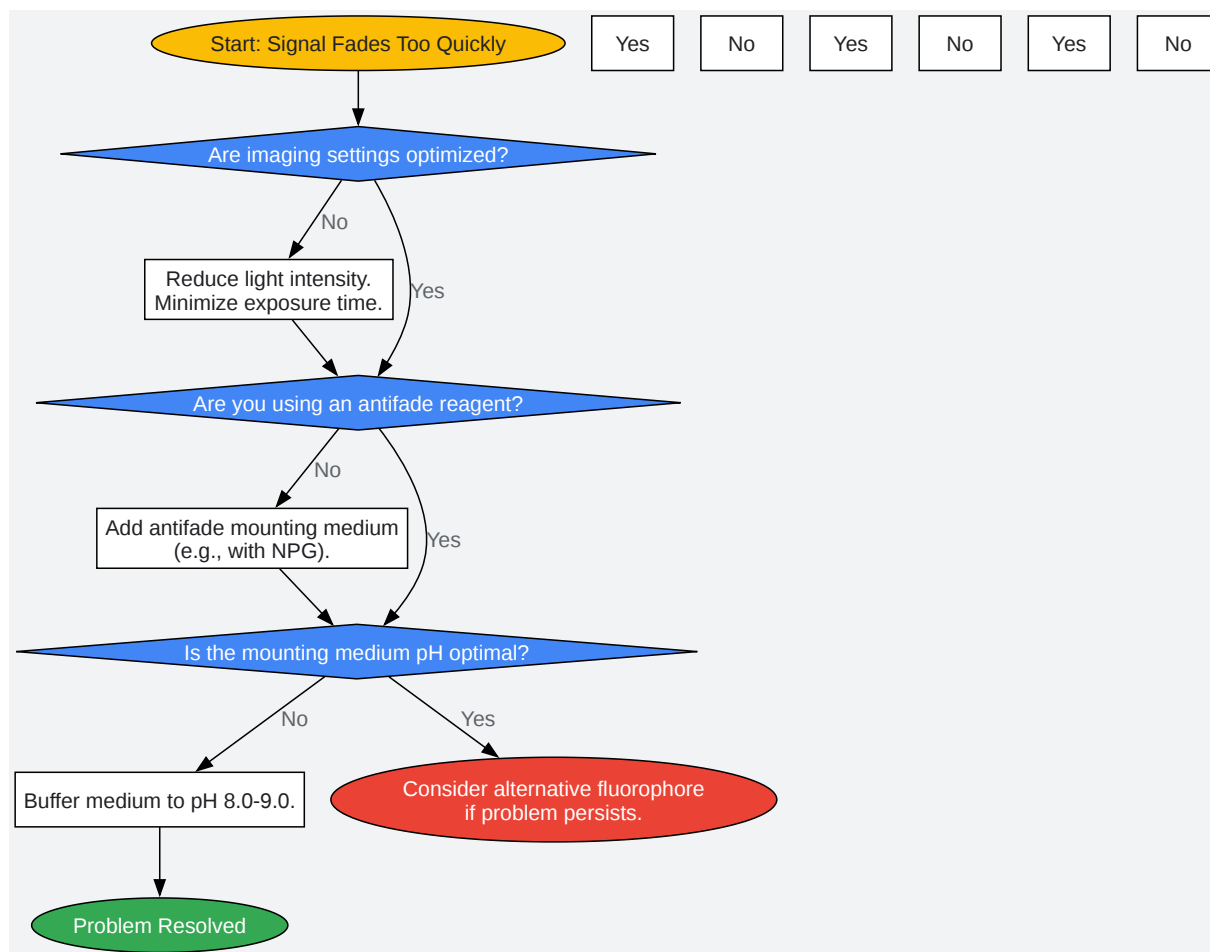 Start: Signal Fades Too Quickly
Yes
No
Yes
No
Yes
No
Are imaging settings optimized?
No
Reduce light intensity.
Minimize exposure time.
Yes
Are you using an antifade reagent?
No
Add antifade mounting medium
(e.g., with NPG).
Yes
Is the mounting medium pH optimal?
No
Yes
Buffer medium to pH 8.0-9.0.
Consider alternative fluorophore
if problem persists.
Problem Resolved